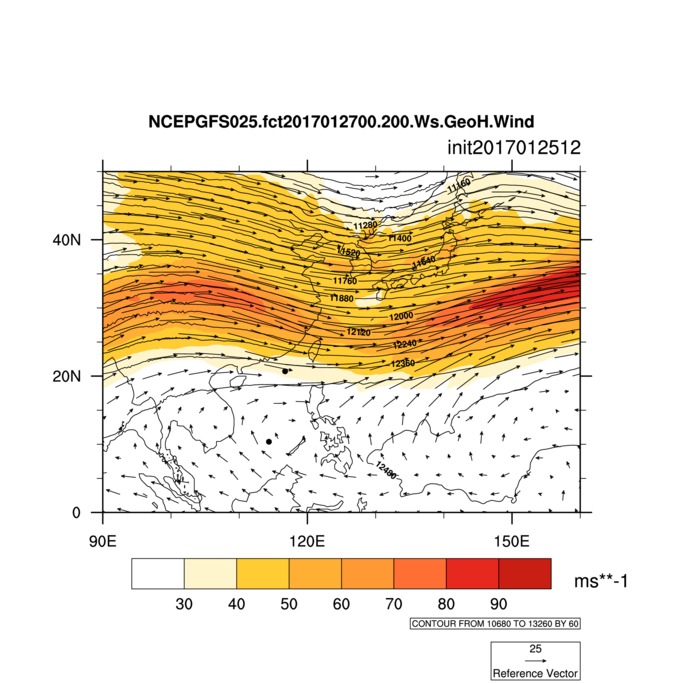 NCEPGFS025.fct2017012700.200.Ws.GeoH.Wind
init2017012512
11160
11280
11400
40N
11520
11640
11760
11880
12000
12120
12240
12360
20N
12480
0
90E 120E 150E
ms**-1
30 40 50 60 70 80 90
CONTOUR FROM 10680 TO 13260 BY 60
25
Reference Vector